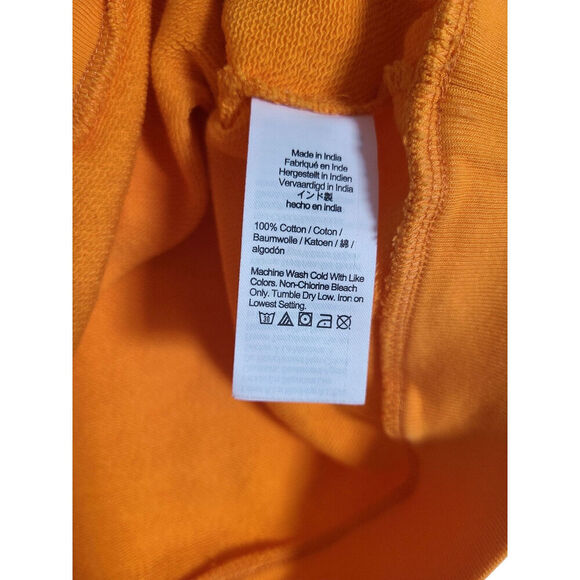 Made in India
Fabriqué en Inde
Hergestellt in Indien
Vervaardigd in India
インド製
hecho en India
100% Cotton / Coton /
Baumwolle / Katoen / 綿 /
algodón
Machine Wash Cold With Like
Colors. Non-Chlorine Bleach
Only. Tumble Dry Low. Iron on
Lowest Setting.
30